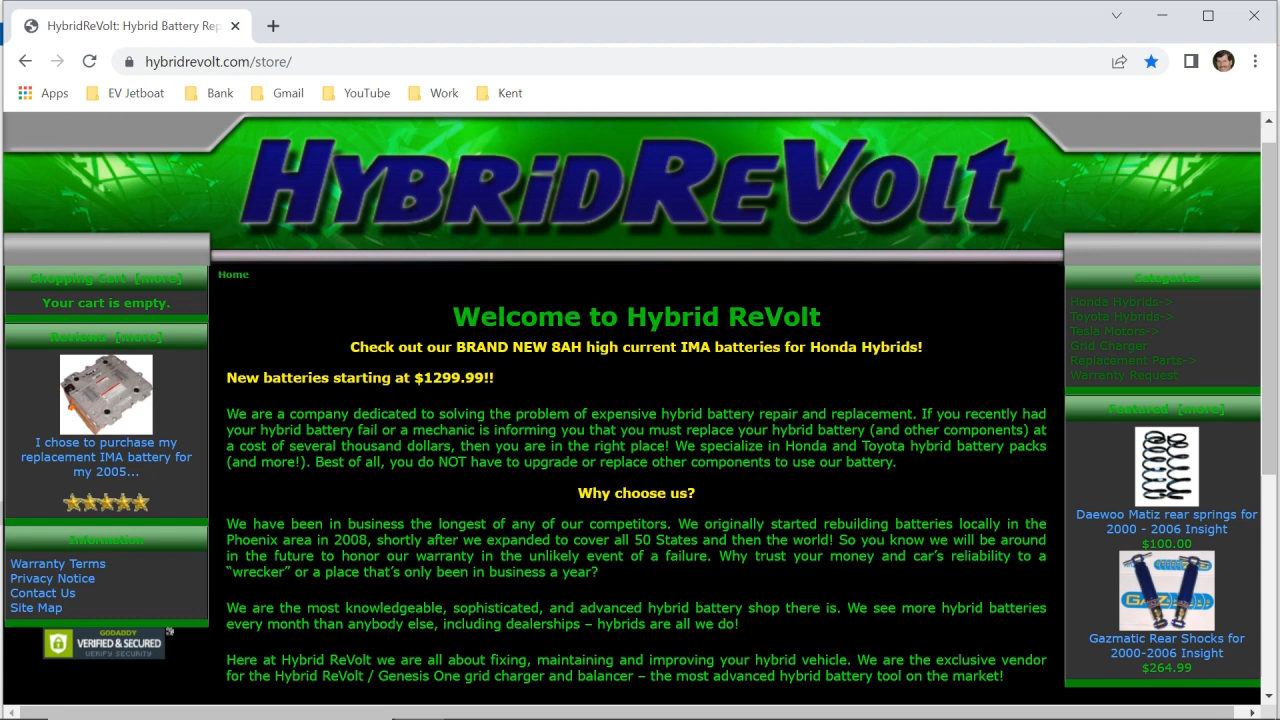 HybridReVolt: Hybrid Battery Rep
hybridrevolt.com/store/
Apps
EV Jetboat
Bank
Gmail
YouTube
Work
Kent
HYBRiDREVOLT
Shopping Cart [more]
Your cart is empty.
Reviews [more]
I chose to purchase my
replacement IMA battery for
my 2005...
Information
Warranty Terms
Privacy Notice
Contact Us
Site Map
GODADDY
VERIFIED & SECURED
VERIFY SECURITY
Home
Welcome to Hybrid ReVolt
Check out our BRAND NEW 8AH high current IMA batteries for Honda Hybrids!
New batteries starting at $1299.99!!
We are a company dedicated to solving the problem of expensive hybrid battery repair and replacement. If you recently had
your hybrid battery fail or a mechanic is informing you that you must replace your hybrid battery (and other components) at
a cost of several thousand dollars, then you are in the right place! We specialize in Honda and Toyota hybrid battery packs
(and more!). Best of all, you do NOT have to upgrade or replace other components to use our battery.
Why choose us?
We have been in business the longest of any of our competitors. We originally started rebuilding batteries locally in the
Phoenix area in 2008, shortly after we expanded to cover all 50 States and then the world! So you know we will be around
in the future to honor our warranty in the unlikely event of a failure. Why trust your money and car’s reliability to a
“wrecker” or a place that’s only been in business a year?
We are the most knowledgeable, sophisticated, and advanced hybrid battery shop there is. We see more hybrid batteries
every month than anybody else, including dealerships – hybrids are all we do!
Here at Hybrid ReVolt we are all about fixing, maintaining and improving your hybrid vehicle. We are the exclusive vendor
for the Hybrid ReVolt / Genesis One grid charger and balancer – the most advanced hybrid battery tool on the market!
Categories
Honda Hybrids->
Toyota Hybrids->
Tesla Motors->
Grid Charger
Replacement Parts->
Warranty Request
Featured [more]
Daewoo Matiz rear springs for
2000 - 2006 Insight
$100.00
GAZ
Gazmatic Rear Shocks for
2000-2006 Insight
$264.99